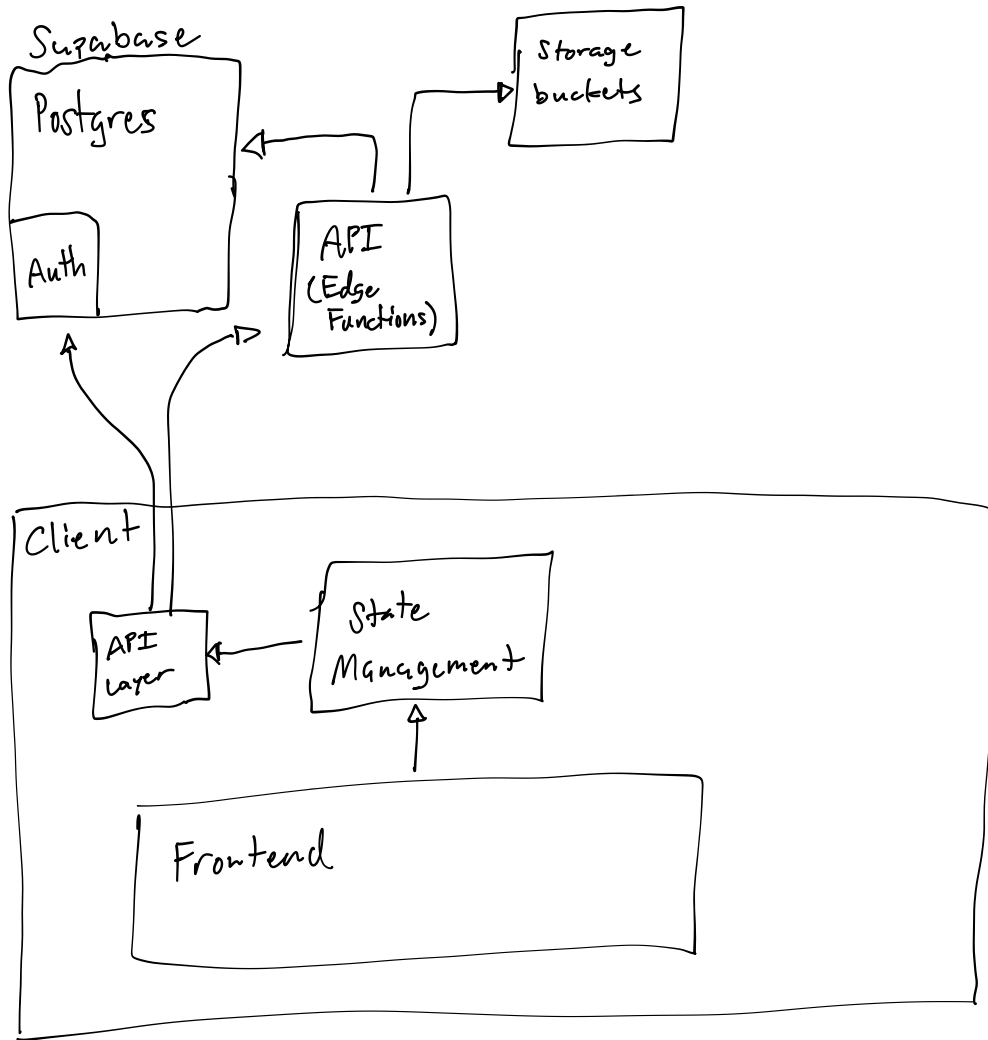 Supabase
Postgres
Auth
Storage
buckets
API
(Edge
Functions)
Client
API
Layer
State
Management
Frontend